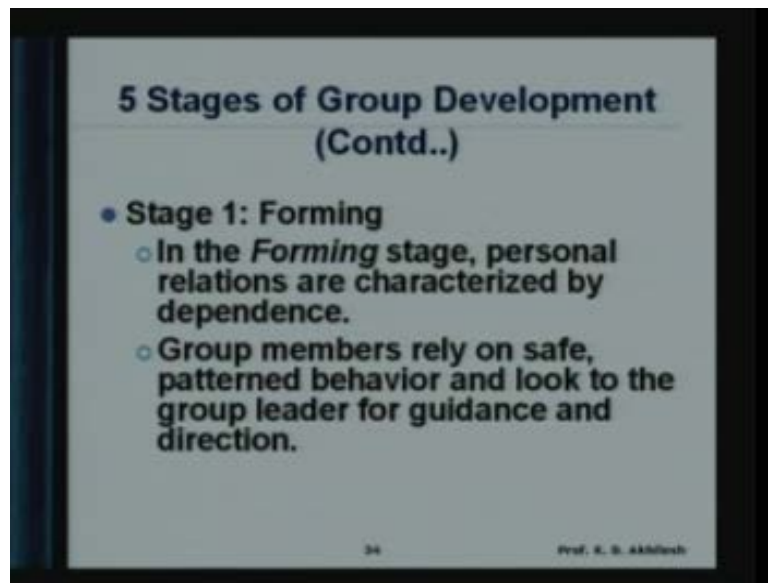 5 Stages of Group Development
(Contd..)
Stage 1: Forming
In the Forming stage, personal
relations are characterized by
dependence.
Group members rely on safe,
patterned behavior and look to the
group leader for guidance and
direction.
34
Prof. K. B. Akhilesh